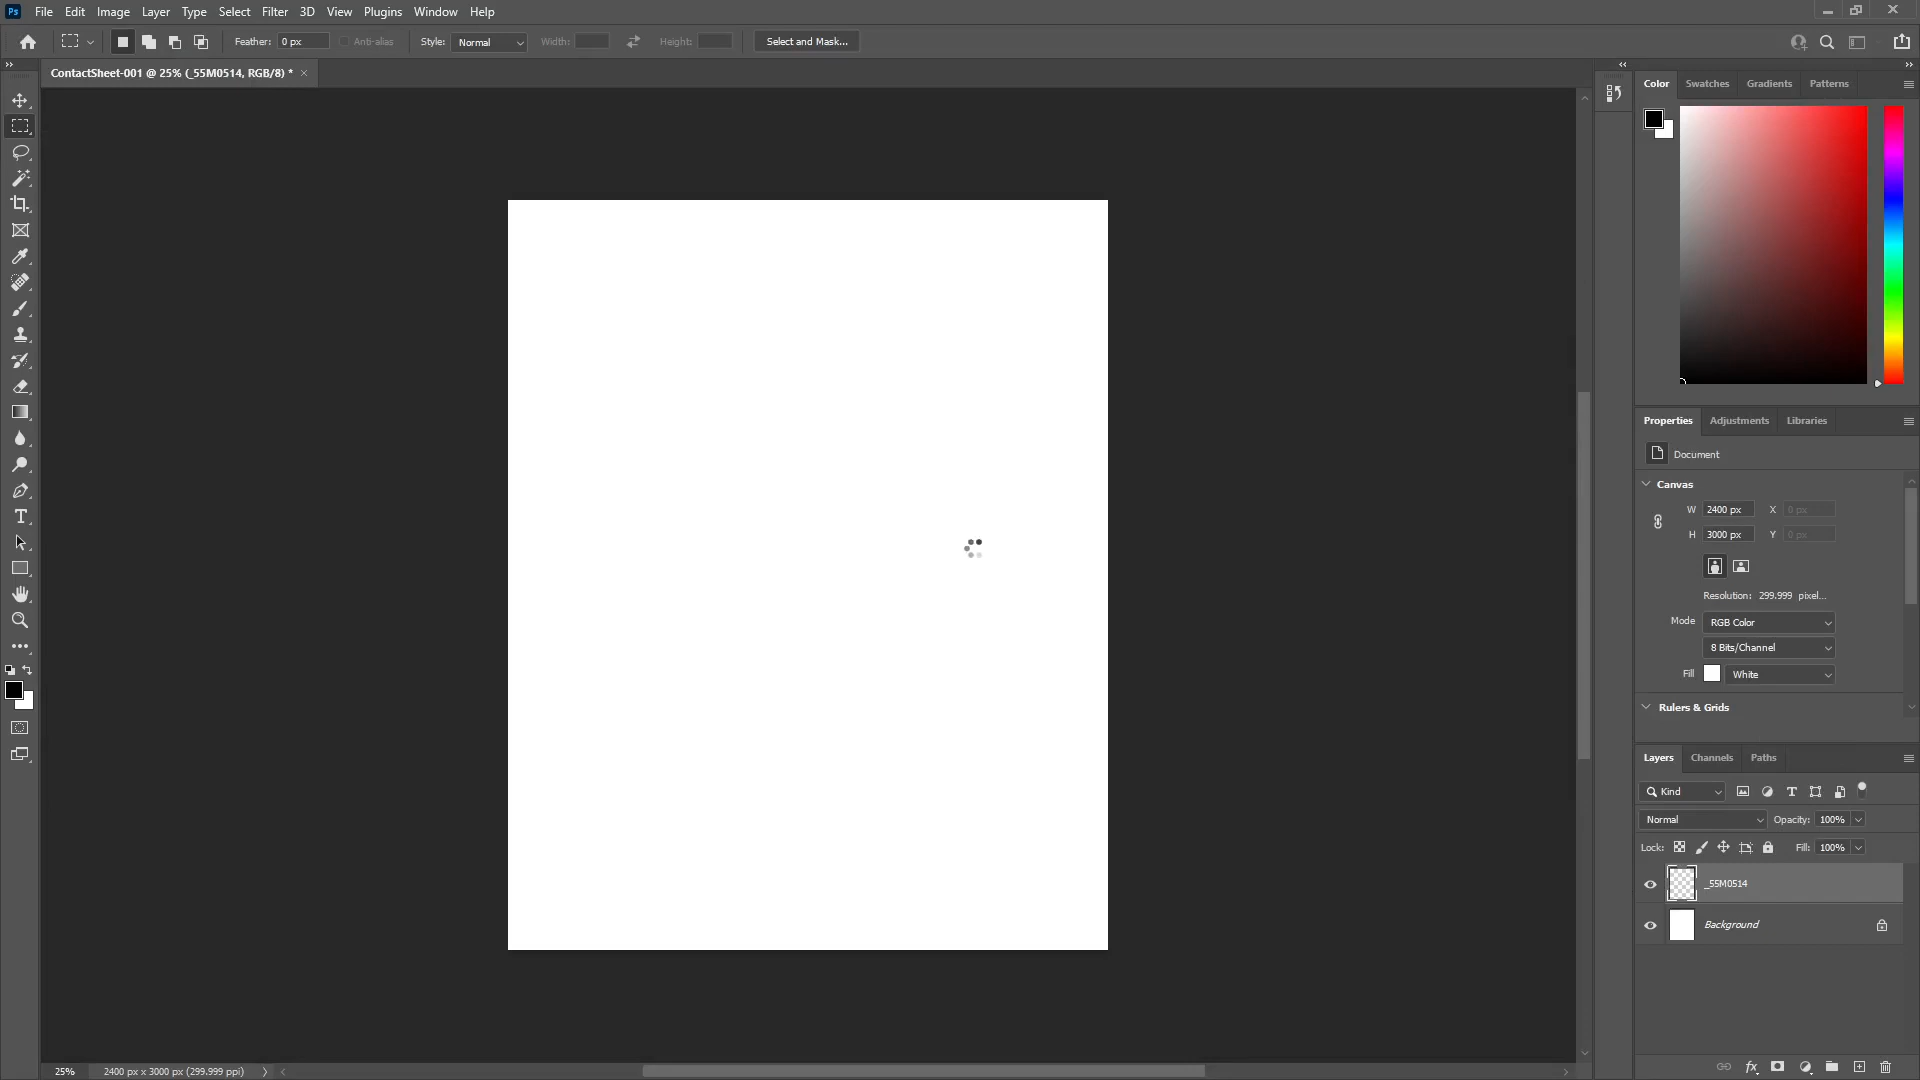 Ps File Edit Image Layer Type Select Filter 3D View Plugins Window Help
Feather: 0 px Anti-alias Style: Normal Width: Height: Select and Mask...
ContactSheet-001 @ 25% (_55M0514, RGB/8) * ×
Color Swatches Gradients Patterns
Properties Adjustments Libraries
Document
Canvas
W 2400 px X 0 px
H 3000 px Y 0 px
Resolution: 299.999 pixel...
Mode RGB Color
8 Bits/Channel
Fill White
Rulers & Grids
Layers Channels Paths
Kind
Normal Opacity: 100%
Lock: Fill: 100%
_55M0514
Background
25% 2400 px x 3000 px (299.999 ppi)